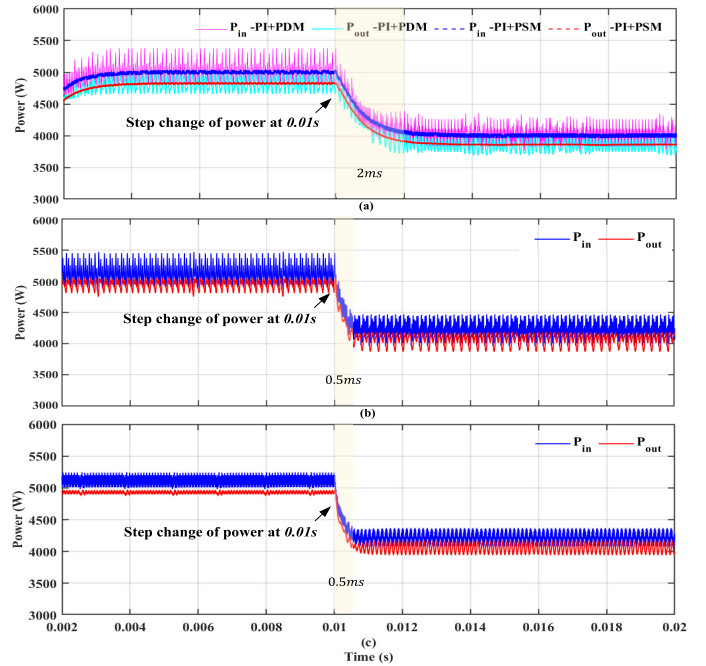 P_in -PI+PDM P_out -PI+PDM P_in -PI+PSM P_out -PI+PSM
6000
5500
5000
4500
4000
3500
3000
Power (W)
Step change of power at 0.01s
2ms
(a)
6000
5500
5000
4500
4000
3500
3000
Power (W)
P_in P_out
Step change of power at 0.01s
0.5ms
(b)
6000
5500
5000
4500
4000
3500
3000
Power (W)
P_in P_out
Step change of power at 0.01s
0.5ms
0.002 0.004 0.006 0.008 0.01 0.012 0.014 0.016 0.018 0.02
(c)
Time (s)